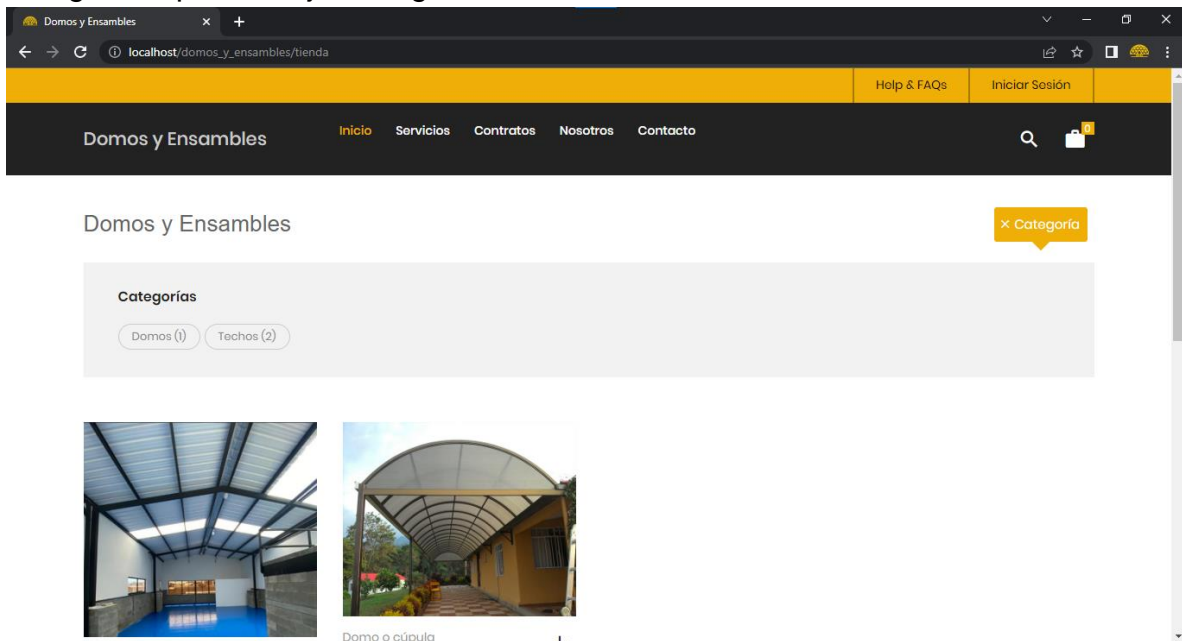 Domos y Ensambles
localhost/domos_y_ensambles/tienda
Help & FAQs Iniciar Sesión
Domos y Ensambles Inicio Servicios Contratos Nosotros Contacto 0
Domos y Ensambles × Categoría
Categorías
Domos (1) Techos (2)
Domo o cúpula